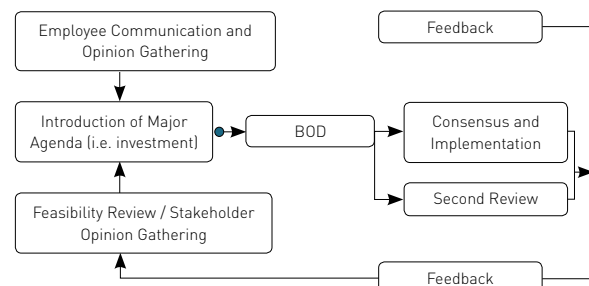 Employee Communication and
Opinion Gathering
Feedback
Introduction of Major
Agenda (i.e. investment)
BOD
Consensus and
Implementation
Second Review
Feasibility Review / Stakeholder
Opinion Gathering
Feedback